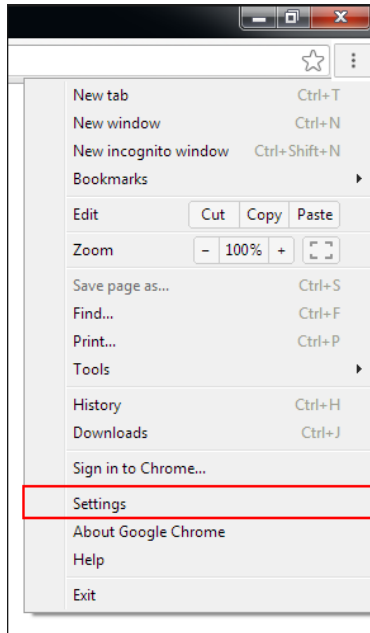 New tab Ctrl+T
New window Ctrl+N
New incognito window Ctrl+Shift+N
Bookmarks
Edit Cut Copy Paste
Zoom - 100% +
Save page as... Ctrl+S
Find... Ctrl+F
Print... Ctrl+P
Tools
History Ctrl+H
Downloads Ctrl+J
Sign in to Chrome...
Settings
About Google Chrome
Help
Exit